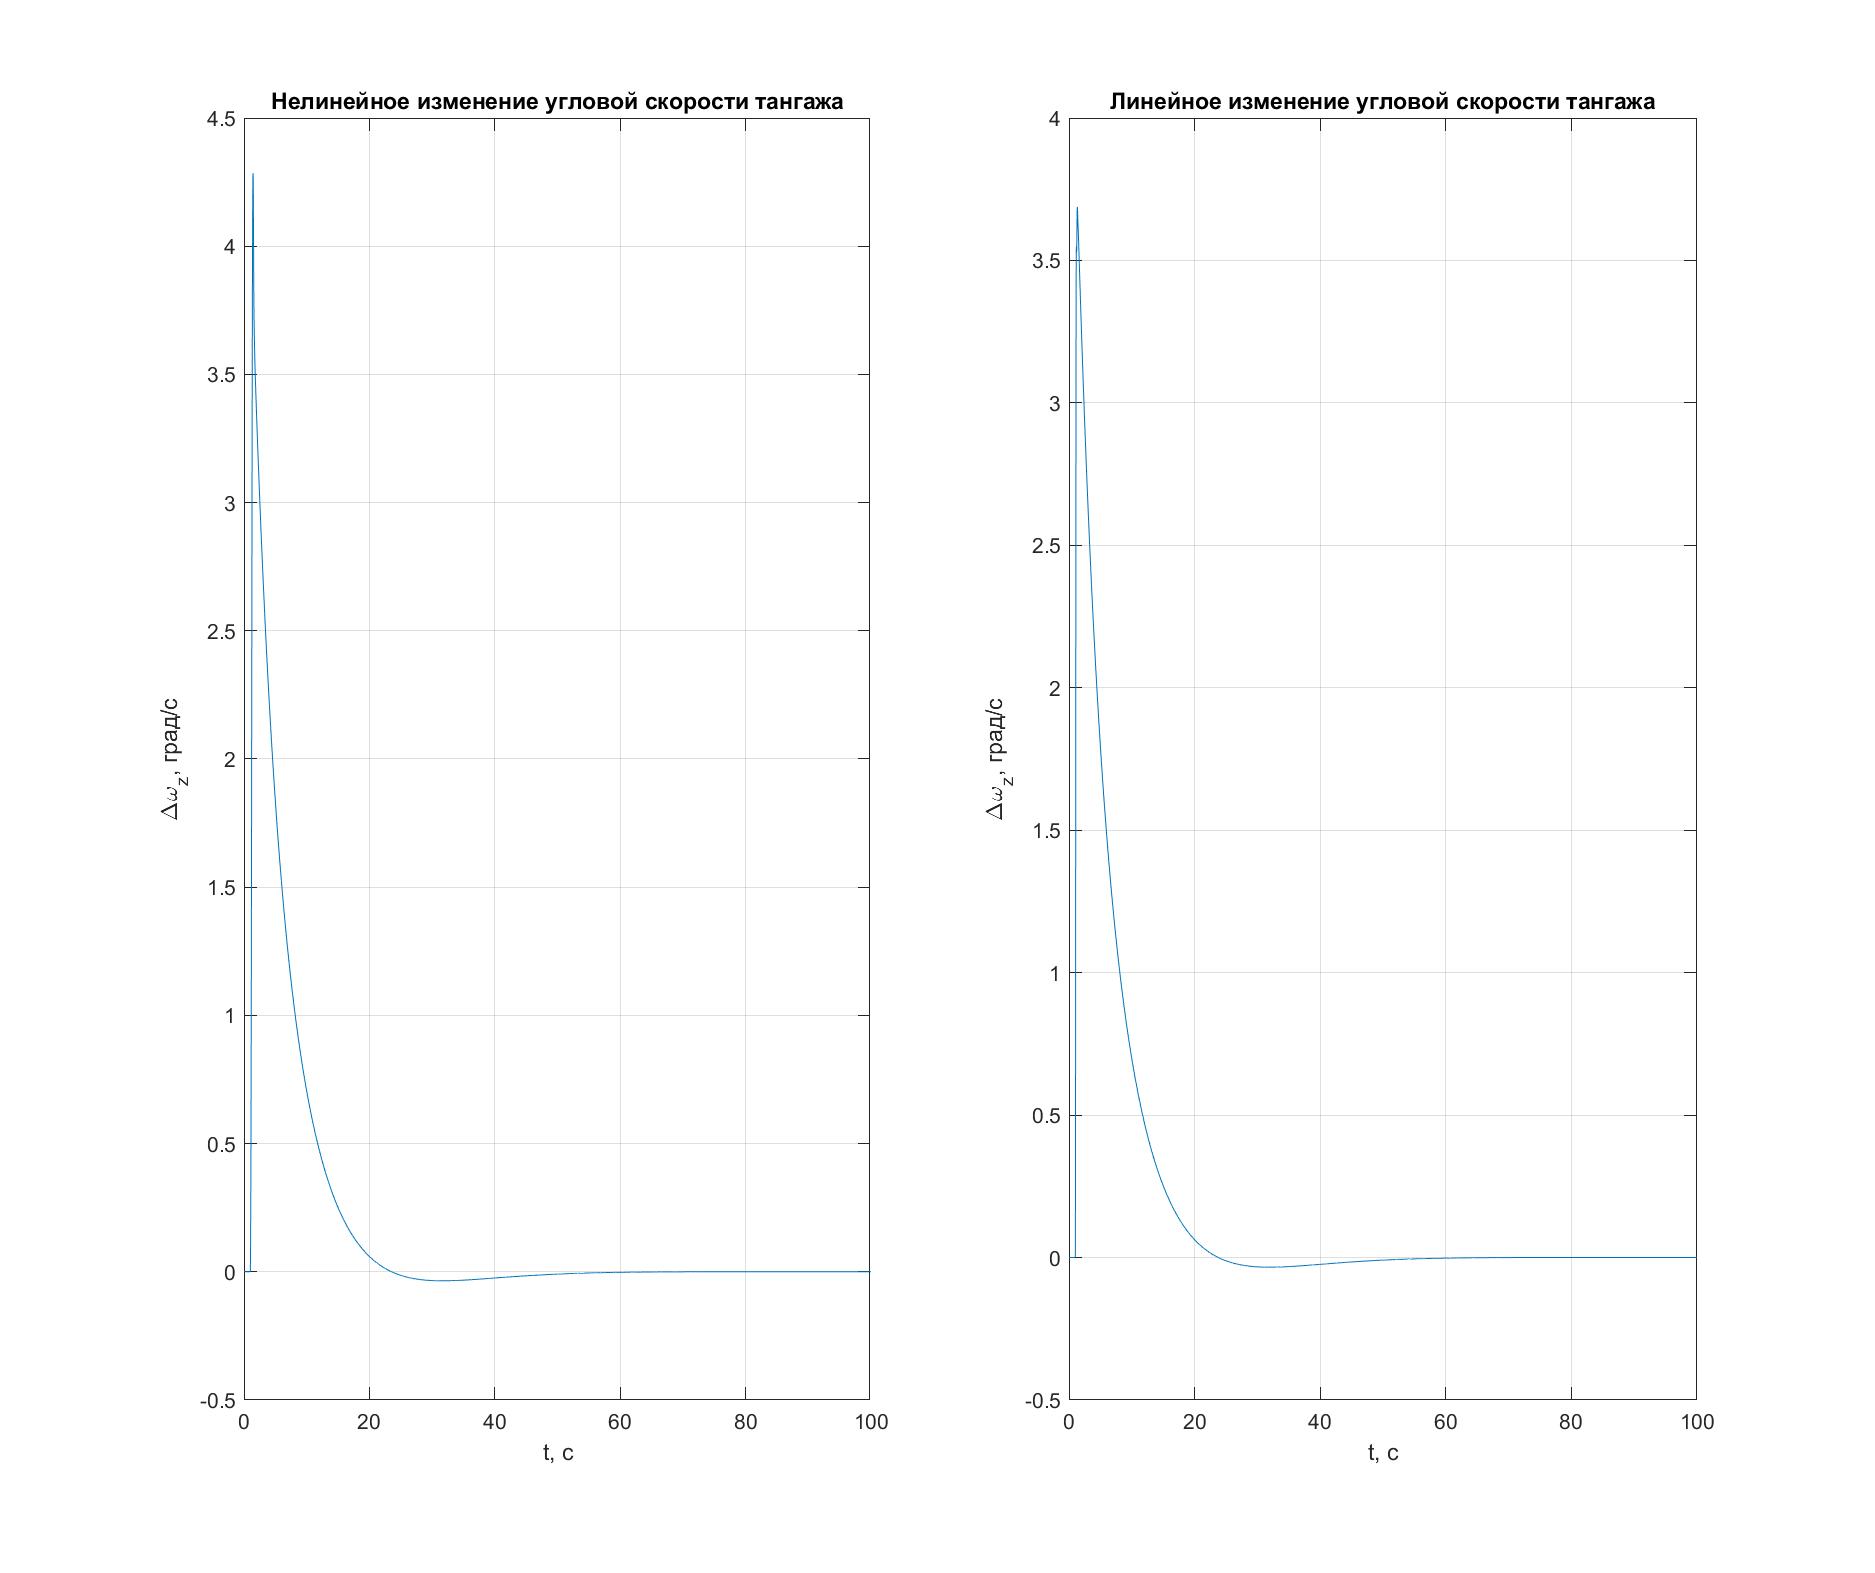 Нелинейное изменение угловой скорости тангажа
4.5
4
3.5
3
2.5
2
1.5
1
0.5
0
-0.5
0 20 40 60 80 100
t, с
Δω_z, град/с
Линейное изменение угловой скорости тангажа
4
3.5
3
2.5
2
1.5
1
0.5
0
-0.5
0 20 40 60 80 100
t, с
Δω_z, град/с